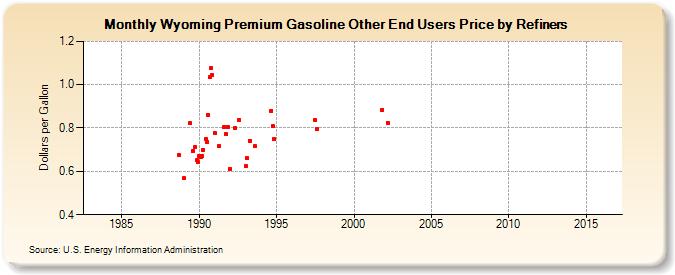 Monthly Wyoming Premium Gasoline Other End Users Price by Refiners
Dollars per Gallon
1.2
1.0
0.8
0.6
0.4
1985 1990 1995 2000 2005 2010 2015
Source: U.S. Energy Information Administration